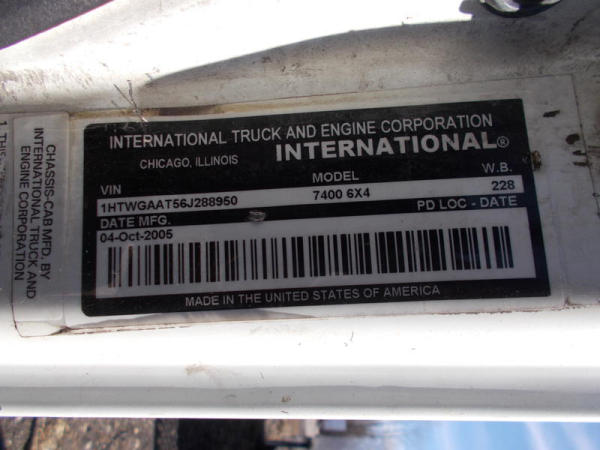 INTERNATIONAL TRUCK AND ENGINE CORPORATION
CHICAGO, ILLINOIS INTERNATIONAL®
VIN MODEL W.B.
1HTWGAAT56J288950 7400 6X4 228
DATE MFG. PD LOC - DATE
04-Oct-2005
MADE IN THE UNITED STATES OF AMERICA
CHASSIS-CAB MFD. BY
INTERNATIONAL TRUCK AND
ENGINE CORPORATION